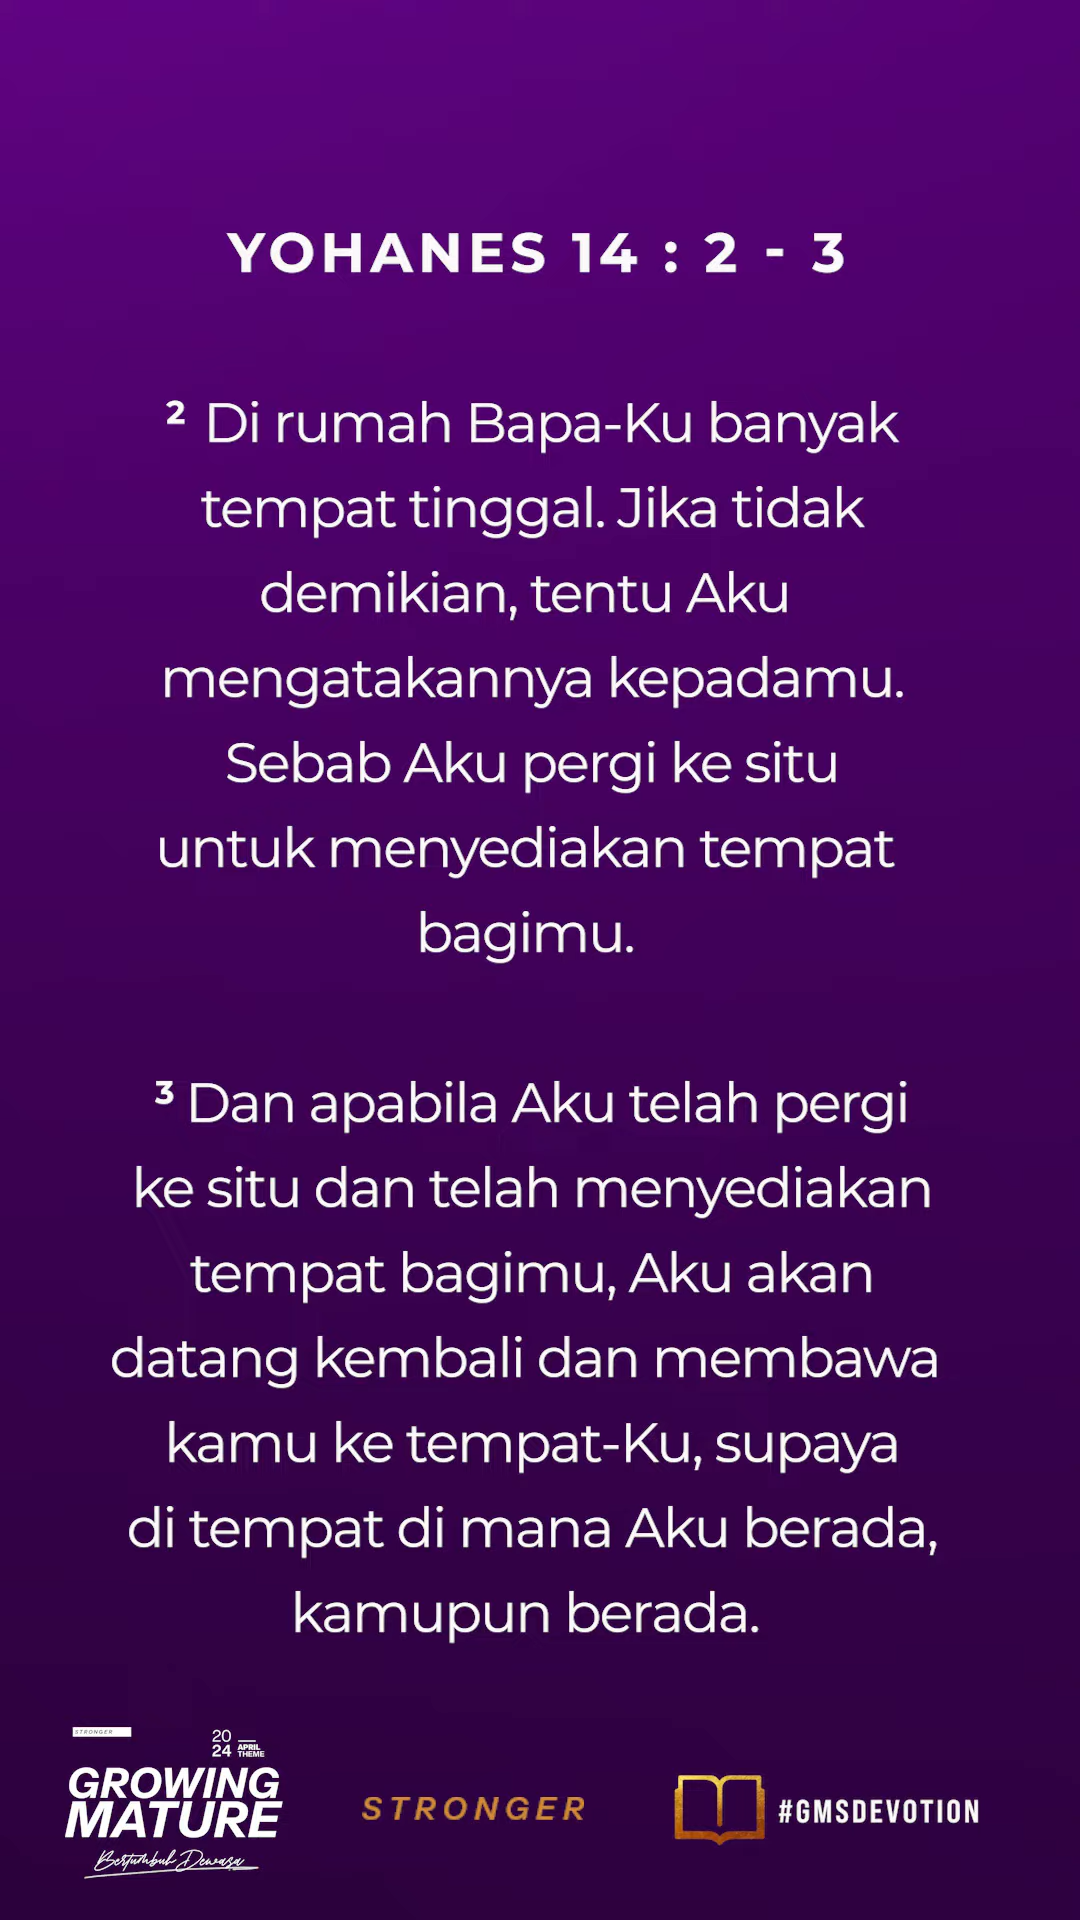 YOHANES 14 : 2 - 3
² Di rumah Bapa-Ku banyak
tempat tinggal. Jika tidak
demikian, tentu Aku
mengatakannya kepadamu.
Sebab Aku pergi ke situ
untuk menyediakan tempat
bagimu.
³ Dan apabila Aku telah pergi
ke situ dan telah menyediakan
tempat bagimu, Aku akan
datang kembali dan membawa
kamu ke tempat-Ku, supaya
di tempat di mana Aku berada,
kamupun berada.
STRONGER
20
24 APRIL
THEME
GROWING
MATURE
Bertumbuh Dewasa
STRONGER
#GMSDEVOTION